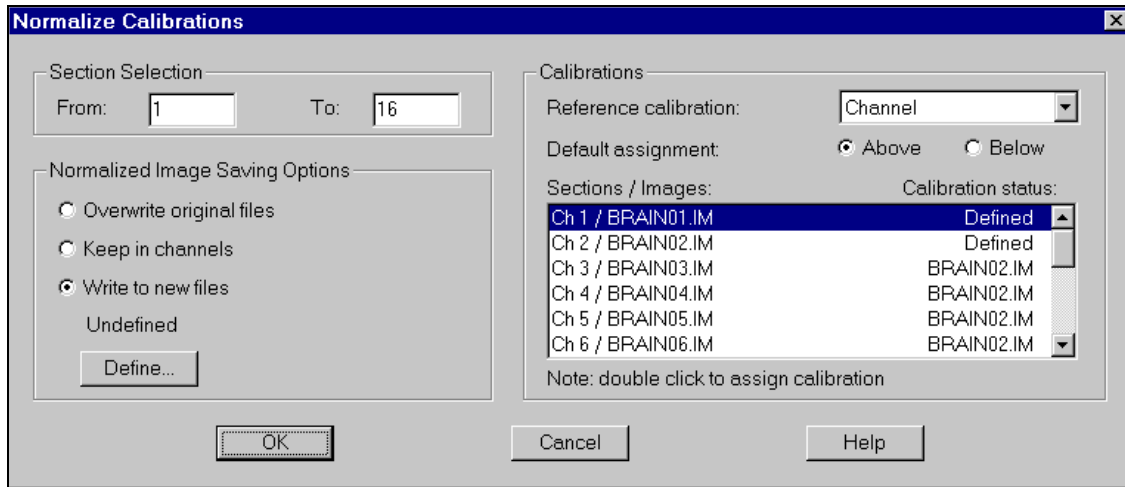 Normalize Calibrations
Section Selection
From: 1 To: 16
Normalized Image Saving Options
Overwrite original files
Keep in channels
Write to new files
Undefined
Define...
Calibrations
Reference calibration: Channel
Default assignment: Above Below
Sections / Images: Calibration status:
Ch 1 / BRAIN01.IM Defined
Ch 2 / BRAIN02.IM Defined
Ch 3 / BRAIN03.IM BRAIN02.IM
Ch 4 / BRAIN04.IM BRAIN02.IM
Ch 5 / BRAIN05.IM BRAIN02.IM
Ch 6 / BRAIN06.IM BRAIN02.IM
Note: double click to assign calibration
OK Cancel Help